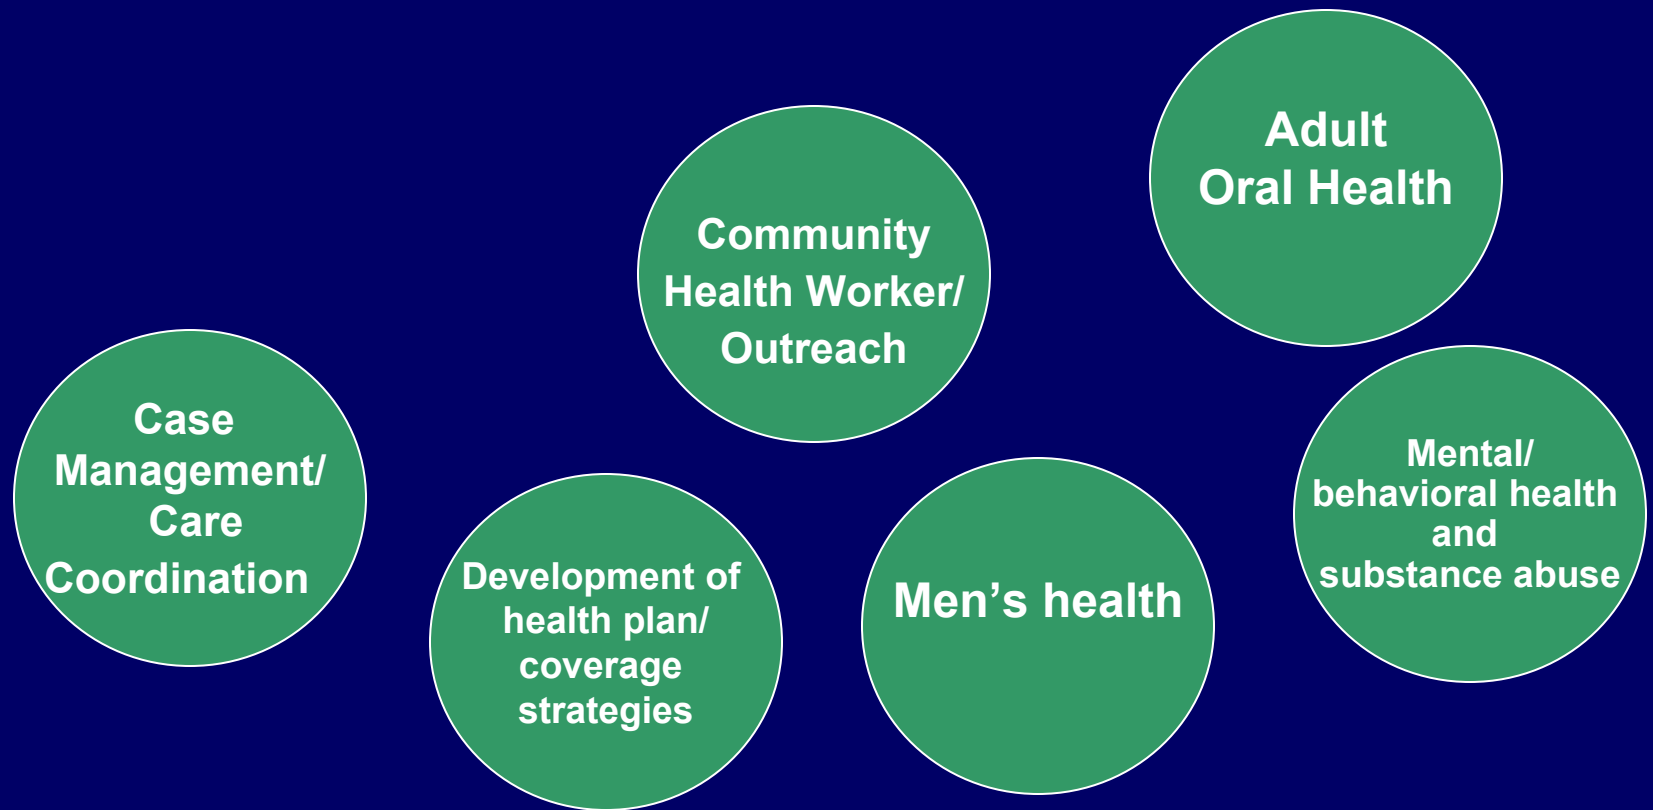 Adult
Oral Health
Community
Health Worker/
Outreach
Case
Management/
Care
Coordination
Mental/
behavioral health
and
substance abuse
Development of
health plan/
coverage
strategies
Men’s health